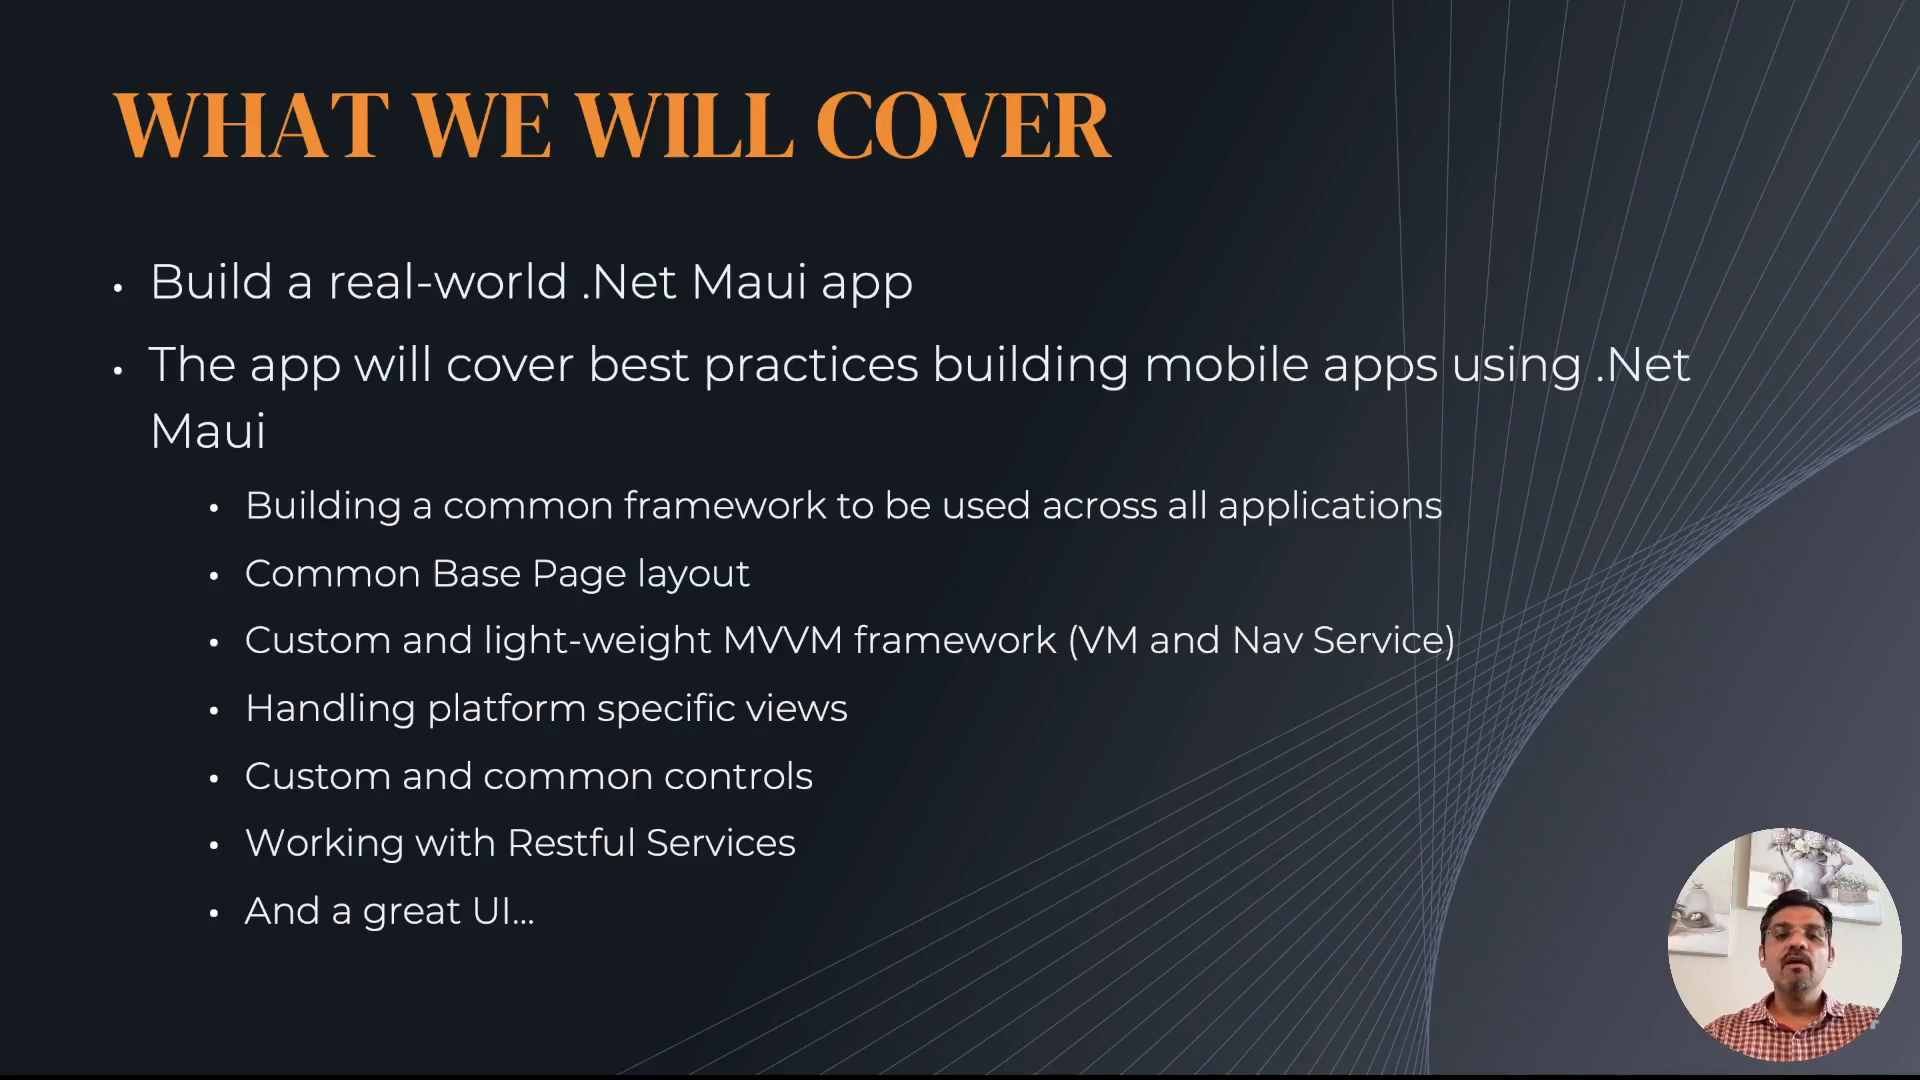 WHAT WE WILL COVER
• Build a real-world .Net Maui app
• The app will cover best practices building mobile apps using .Net
Maui
• Building a common framework to be used across all applications
• Common Base Page layout
• Custom and light-weight MVVM framework (VM and Nav Service)
• Handling platform specific views
• Custom and common controls
• Working with Restful Services
• And a great UI...